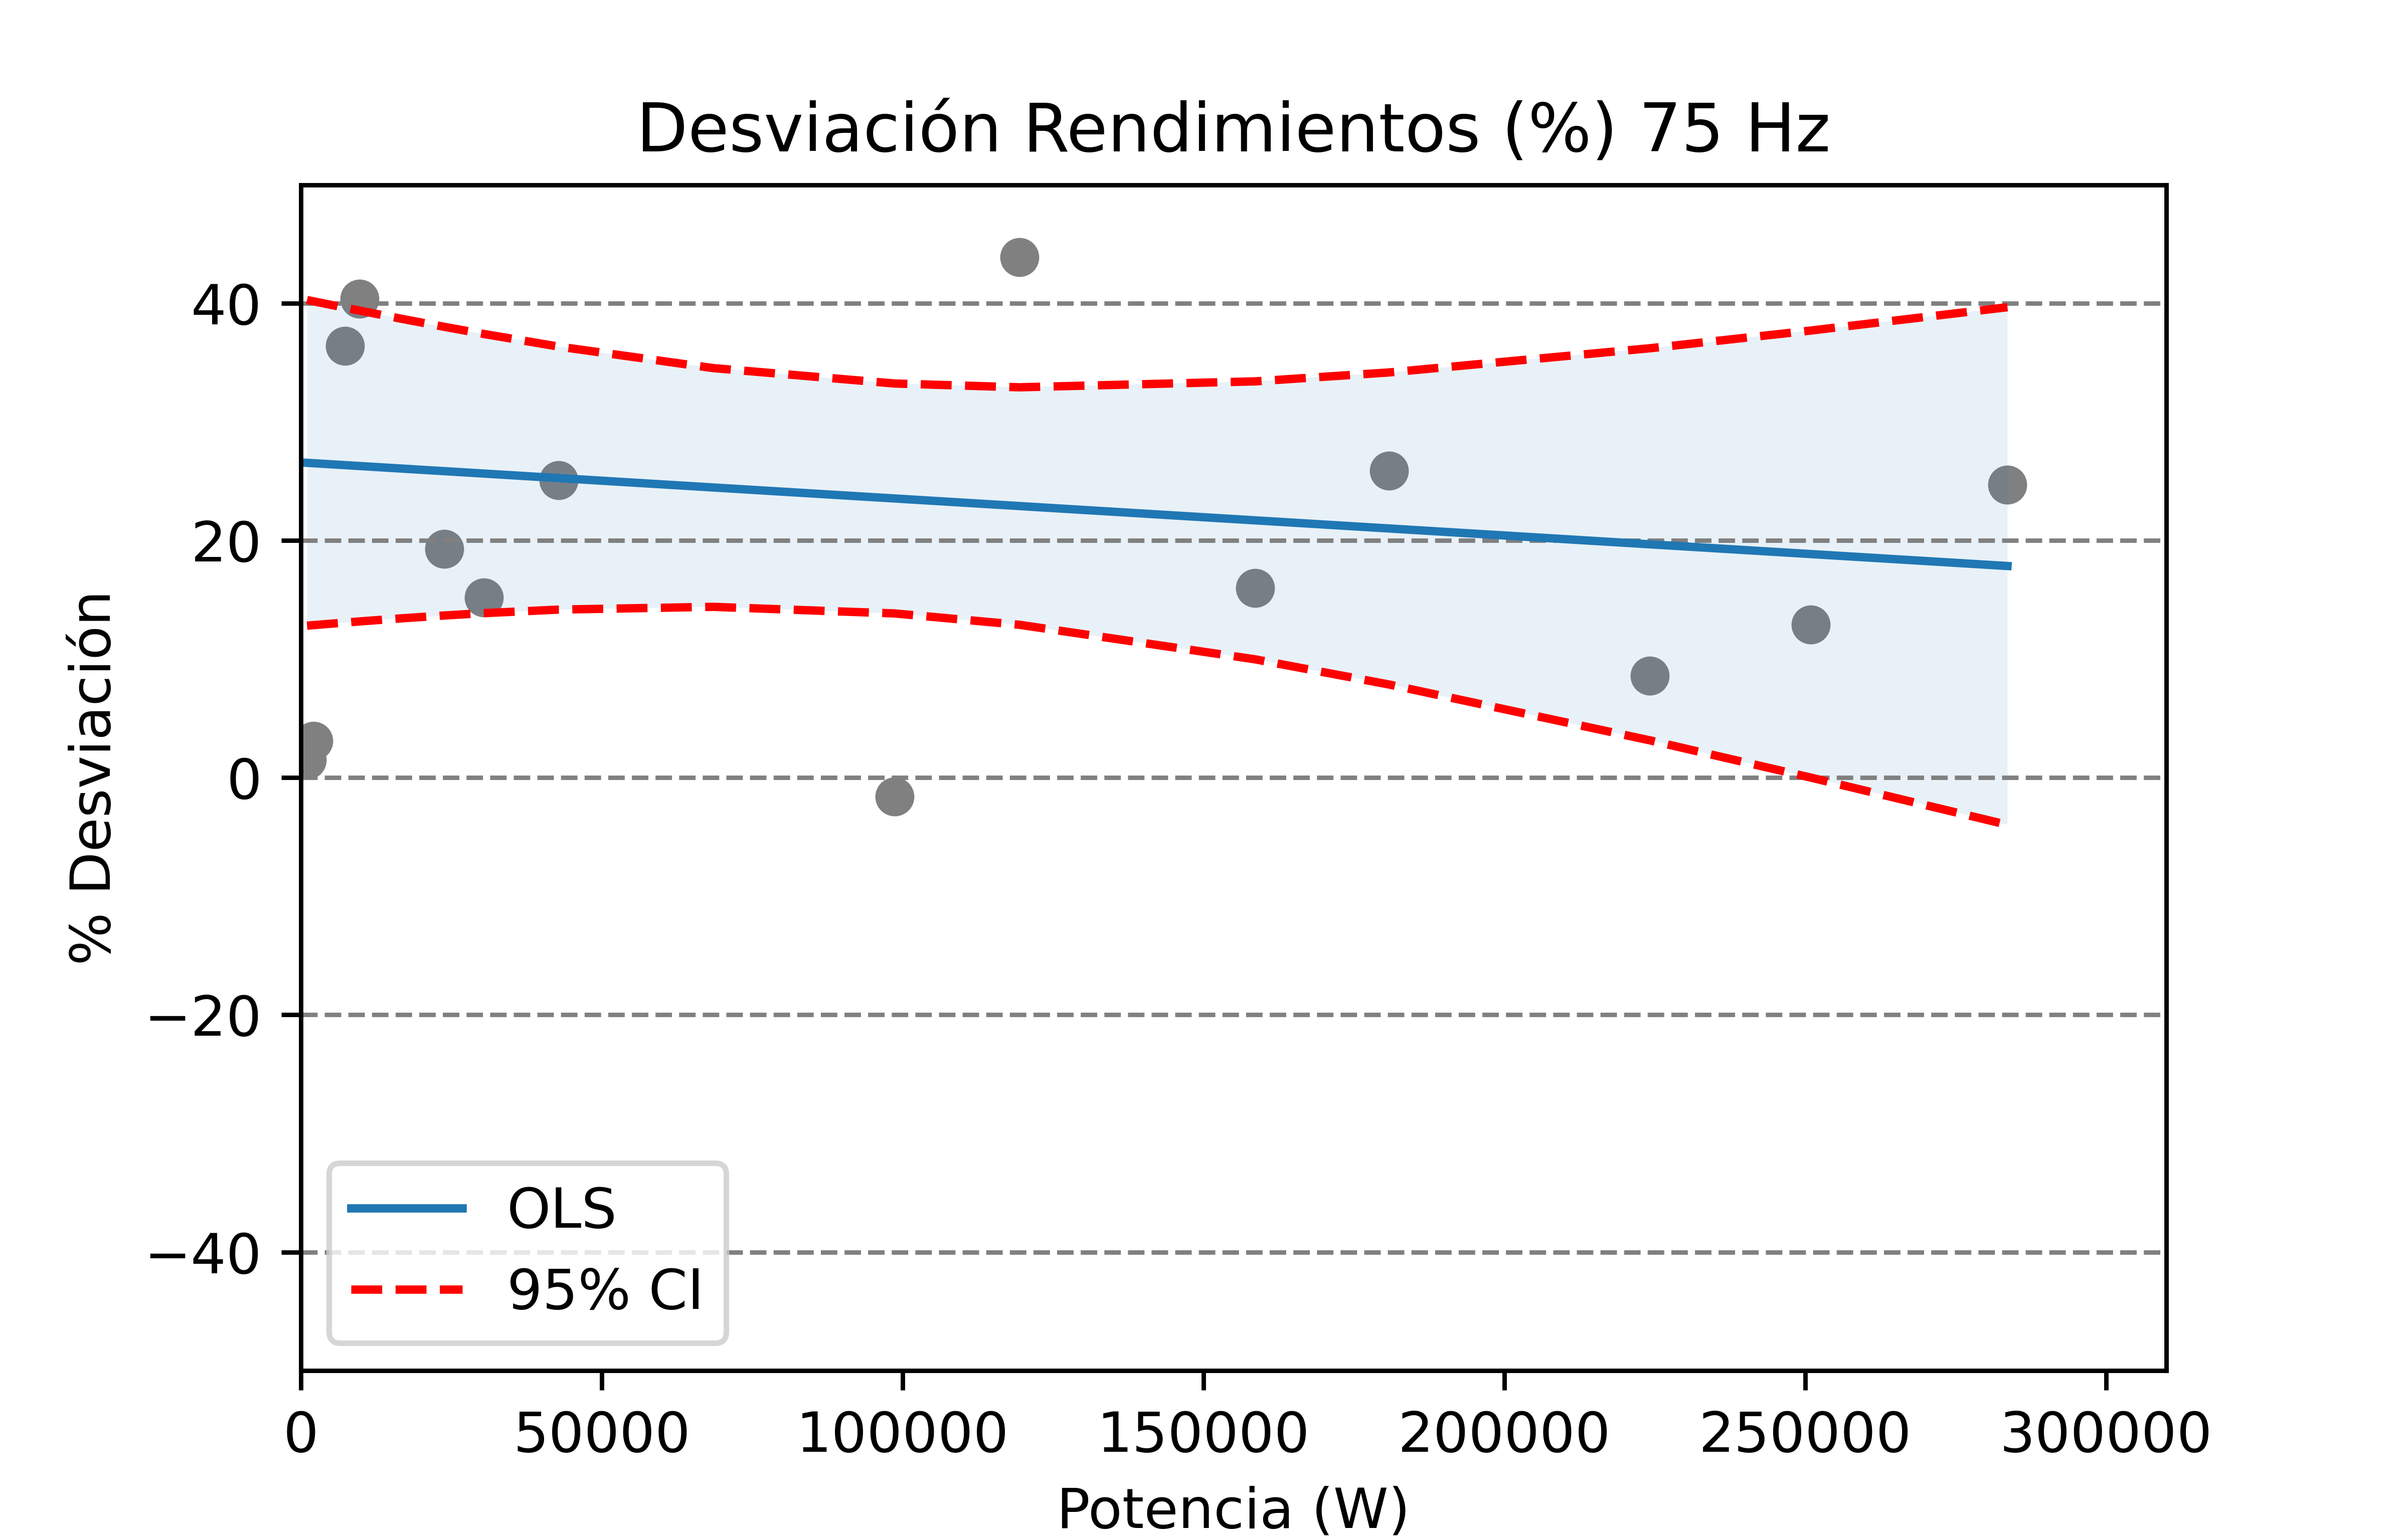 Desviación Rendimientos (%) 75 Hz
% Desviación
40
20
0
−20
−40
OLS
95% CI
0 50000 100000 150000 200000 250000 300000
Potencia (W)